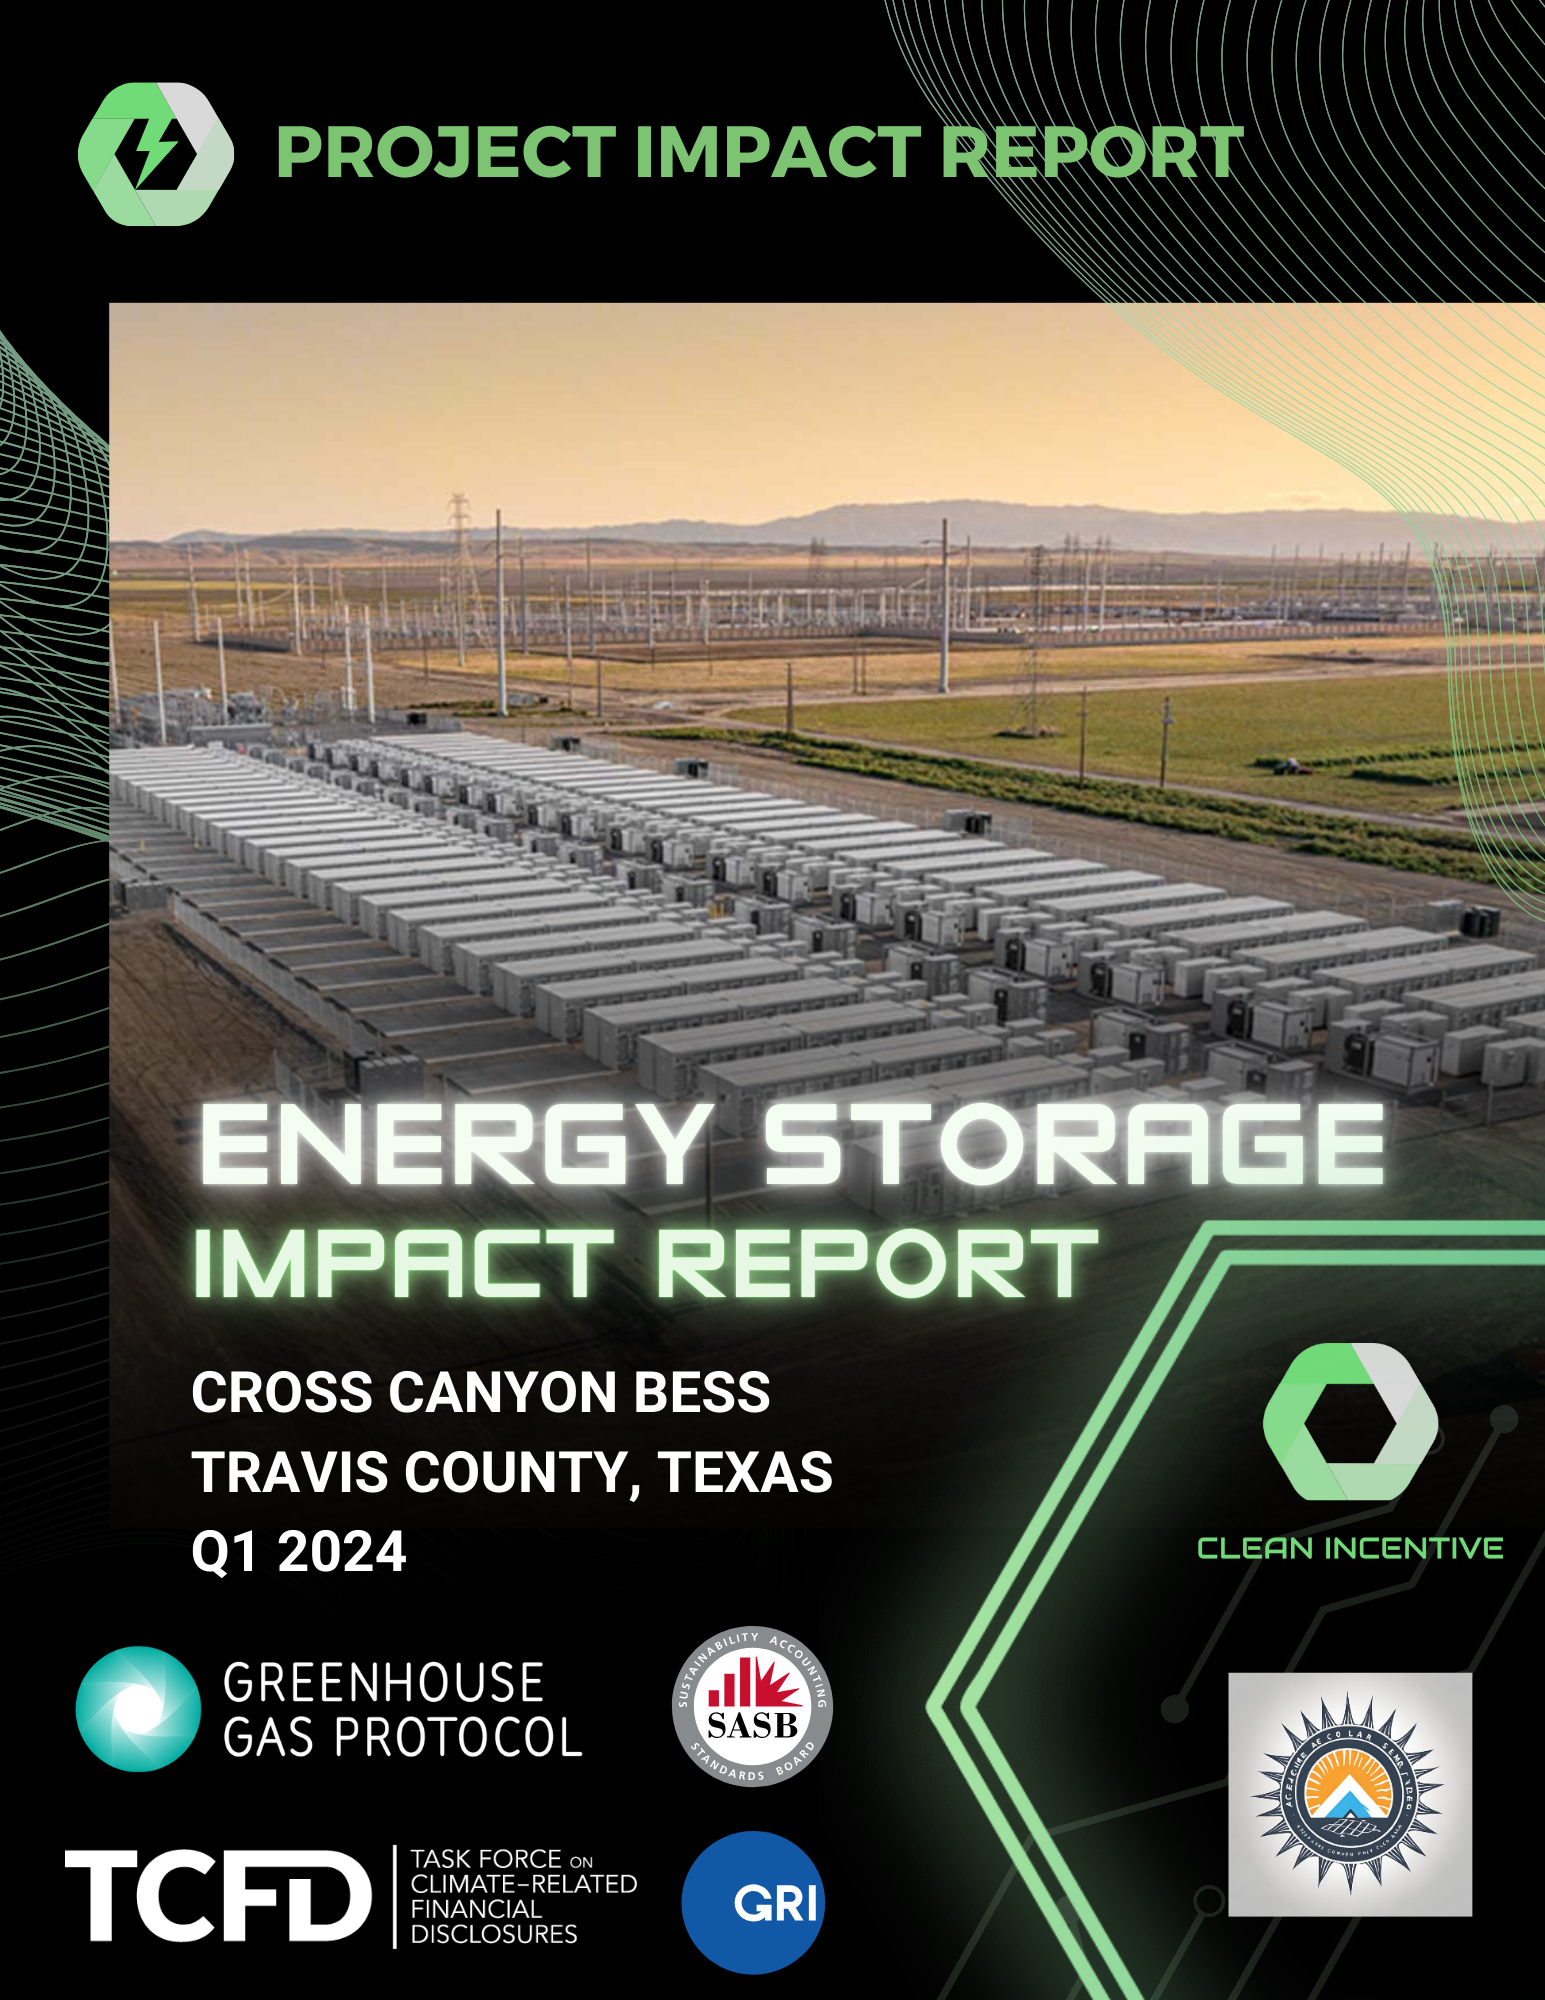 PROJECT IMPACT REPORT
ENERGY STORAGE
IMPACT REPORT
CROSS CANYON BESS
TRAVIS COUNTY, TEXAS
Q1 2024
CLEAN INCENTIVE
GREENHOUSE
GAS PROTOCOL
SUSTAINABILITY ACCOUNTING
SASB
STANDARDS BOARD
TCFD
TASK FORCE ON
CLIMATE-RELATED
FINANCIAL
DISCLOSURES
GRI